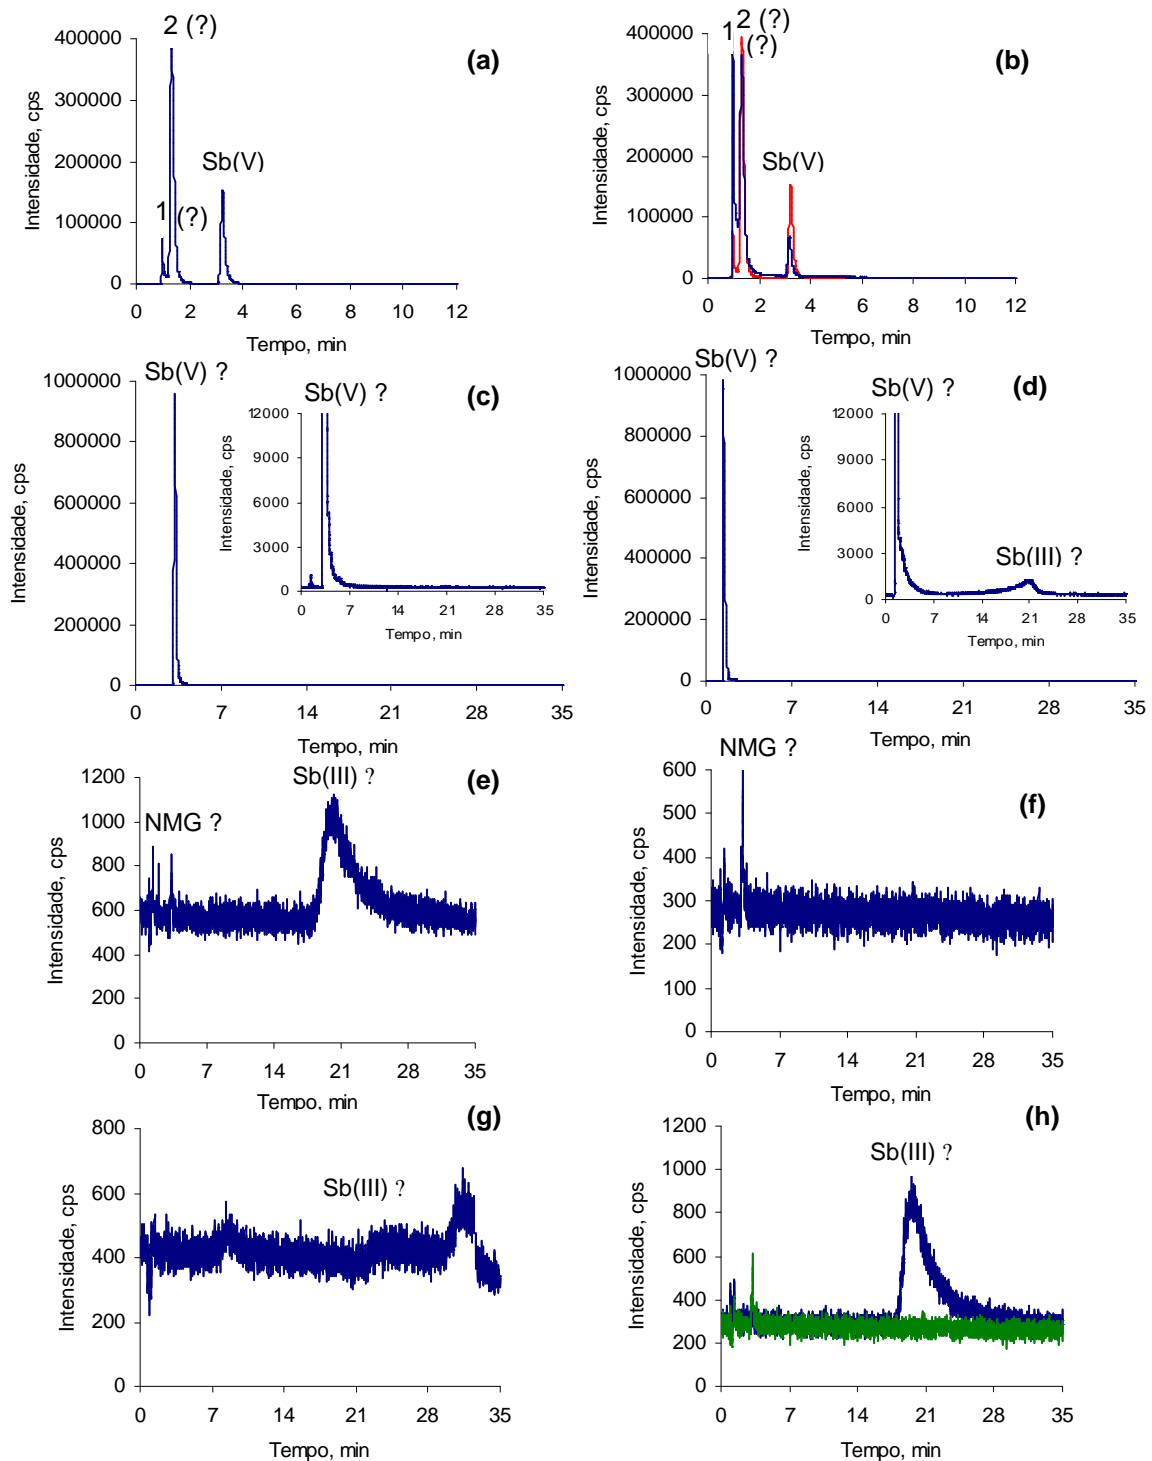 2 (?)
(a)
400000
300000
200000
100000
0
Sb(V)
1 (?)
0 2 4 6 8 10 12
Tempo, min
Intensidade, cps
1 2 (?)
(?)
(b)
400000
300000
200000
100000
0
Sb(V)
0 2 4 6 8 10 12
Tempo, min
Intensidade, cps
Sb(V) ?
(c)
1000000
800000
600000
400000
200000
0
0 7 14 21 28 35
Tempo, min
Intensidade, cps
Sb(V) ?
12000
9000
6000
3000
0
0 7 14 21 28 35
Tempo, min
Intensidade, cps
Sb(V) ?
(d)
1000000
800000
600000
400000
200000
0
0 7 14 21 28 35
Tempo, min
Intensidade, cps
Sb(V) ?
12000
9000
6000
3000
0
Sb(III) ?
0 7 14 21 28 35
Tempo, min
Intensidade, cps
(e)
Sb(III) ?
NMG ?
1200
1000
800
600
400
200
0
0 7 14 21 28 35
Tempo, min
Intensidade, cps
NMG ?
(f)
600
500
400
300
200
100
0
0 7 14 21 28 35
Tempo, min
Intensidade, cps
(g)
800
600
400
200
0
Sb(III) ?
0 7 14 21 28 35
Tempo, min
Intensidade, cps
(h)
1200
1000
800
600
400
200
0
Sb(III) ?
0 7 14 21 28 35
Tempo, min
Intensidade, cps